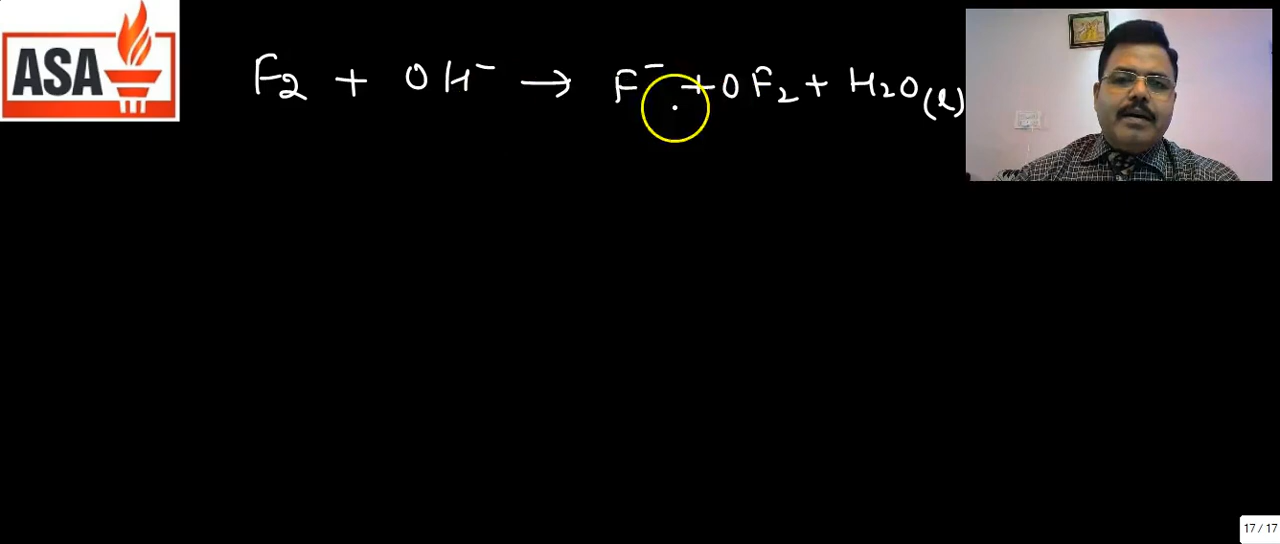 ASA
F₂ + OH⁻ → F⁻ + OF₂ + H₂O(l)
17 / 17